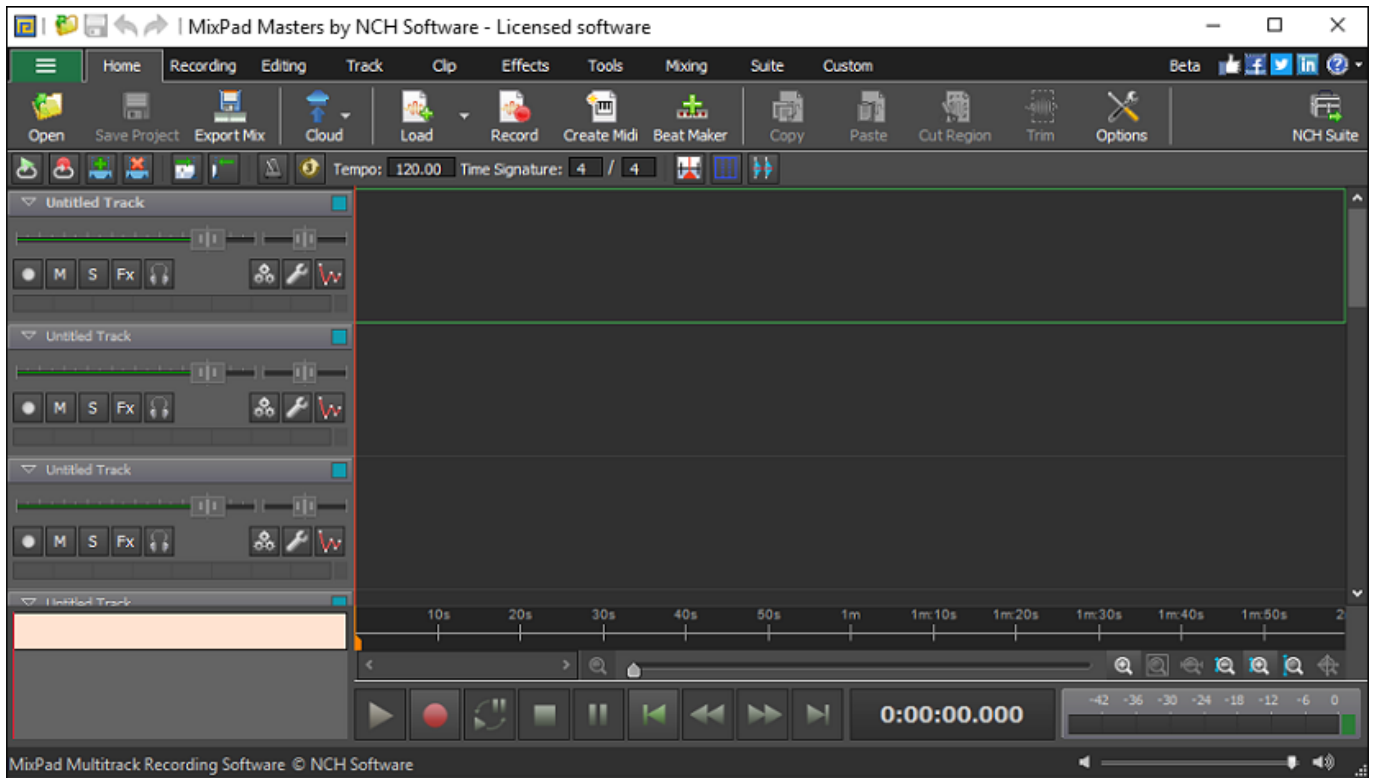 MixPad Masters by NCH Software - Licensed software
Home Recording Editing Track Clip Effects Tools Mixing Suite Custom Beta
Open Save Project Export Mix Cloud Load Record Create Midi Beat Maker Copy Paste Cut Region Trim Options NCH Suite
Tempo: 120.00 Time Signature: 4 / 4
Untitled Track
M S Fx
Untitled Track
M S Fx
Untitled Track
M S Fx
Untitled Track
10s 20s 30s 40s 50s 1m 1m:10s 1m:20s 1m:30s 1m:40s 1m:50s 2
0:00:00.000
-42 -36 -30 -24 -18 -12 -6 0
MixPad Multitrack Recording Software © NCH Software